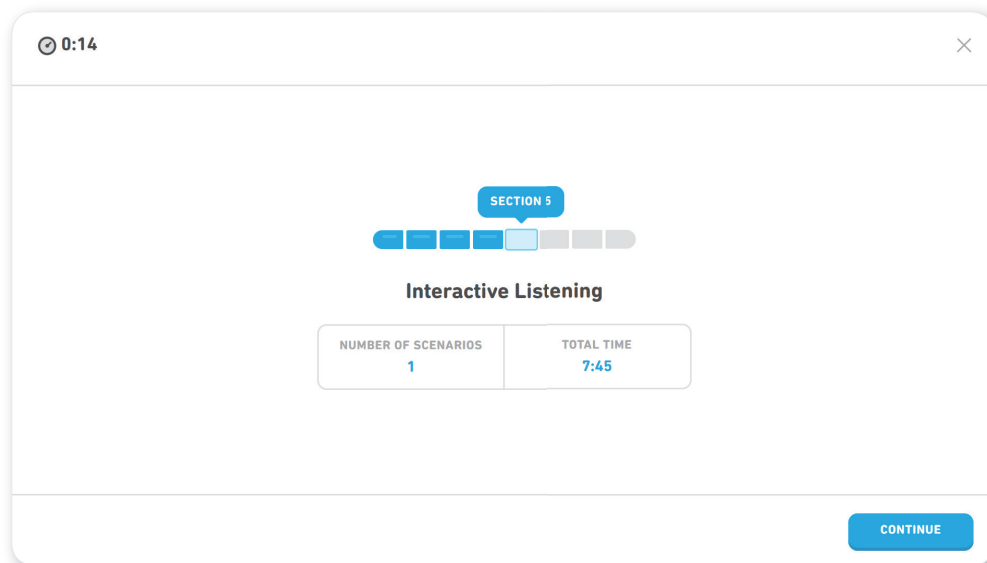 0:14
SECTION 5
Interactive Listening
NUMBER OF SCENARIOS
1
TOTAL TIME
7:45
CONTINUE